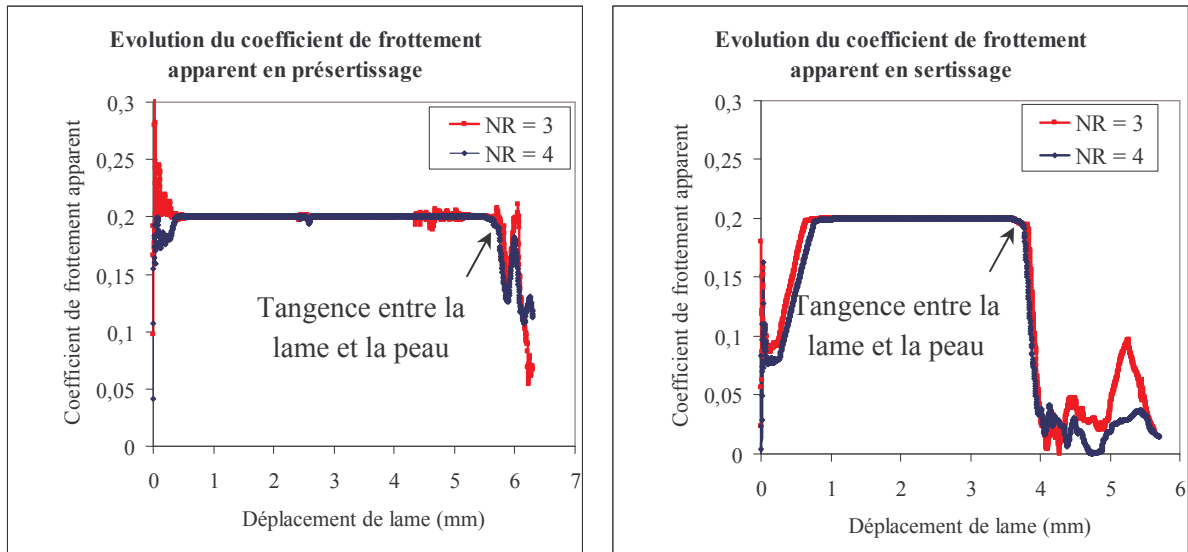 Evolution du coefficient de frottement
apparent en présertissage
Coefficient de frottement apparent
0,3
0,25
0,2
0,15
0,1
0,05
0
NR = 3
NR = 4
Tangence entre la
lame et la peau
0 1 2 3 4 5 6 7
Déplacement de lame (mm)
Evolution du coefficient de frottement
apparent en sertissage
Coefficient de frottement apparent
0,3
0,25
0,2
0,15
0,1
0,05
0
NR = 3
NR = 4
Tangence entre la
lame et la peau
0 1 2 3 4 5 6
Déplacement de lame (mm)